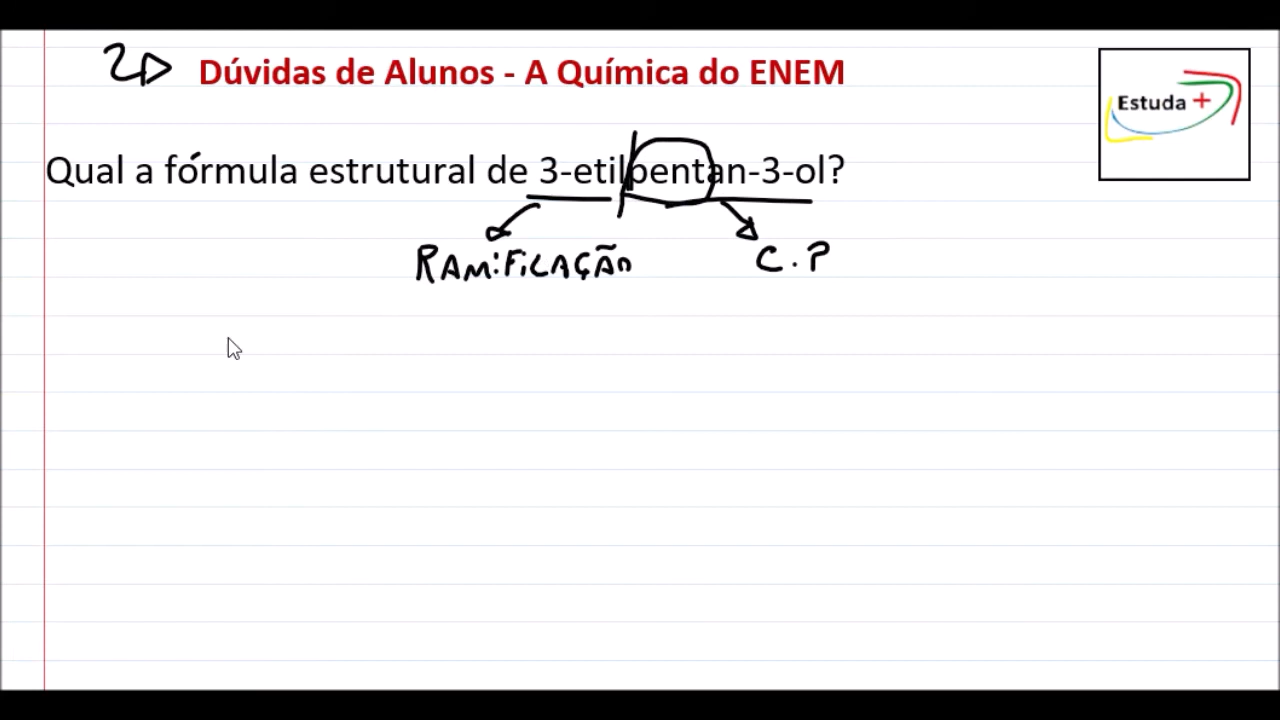 2 Dúvidas de Alunos - A Química do ENEM
Estuda +
Qual a fórmula estrutural de 3-etilpentan-3-ol?
RAMiFiCAÇÃO
C.P